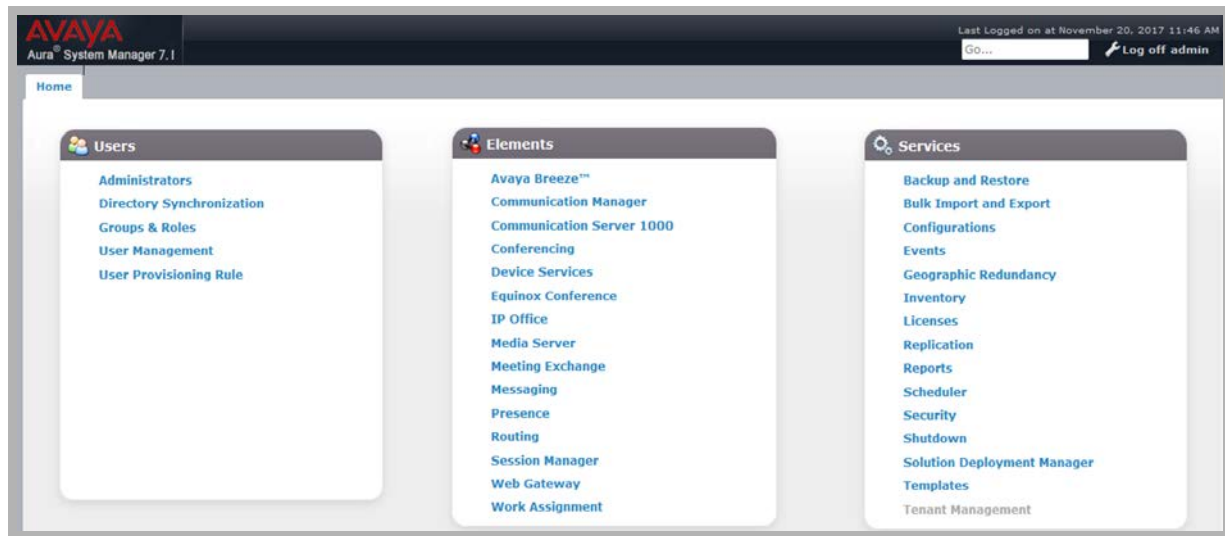 AVAYA
Aura® System Manager 7.1
Last Logged on at November 20, 2017 11:46 AM
Go...
Log off admin
Home
Users
Administrators
Directory Synchronization
Groups & Roles
User Management
User Provisioning Rule
Elements
Avaya Breeze™
Communication Manager
Communication Server 1000
Conferencing
Device Services
Equinox Conference
IP Office
Media Server
Meeting Exchange
Messaging
Presence
Routing
Session Manager
Web Gateway
Work Assignment
Services
Backup and Restore
Bulk Import and Export
Configurations
Events
Geographic Redundancy
Inventory
Licenses
Replication
Reports
Scheduler
Security
Shutdown
Solution Deployment Manager
Templates
Tenant Management